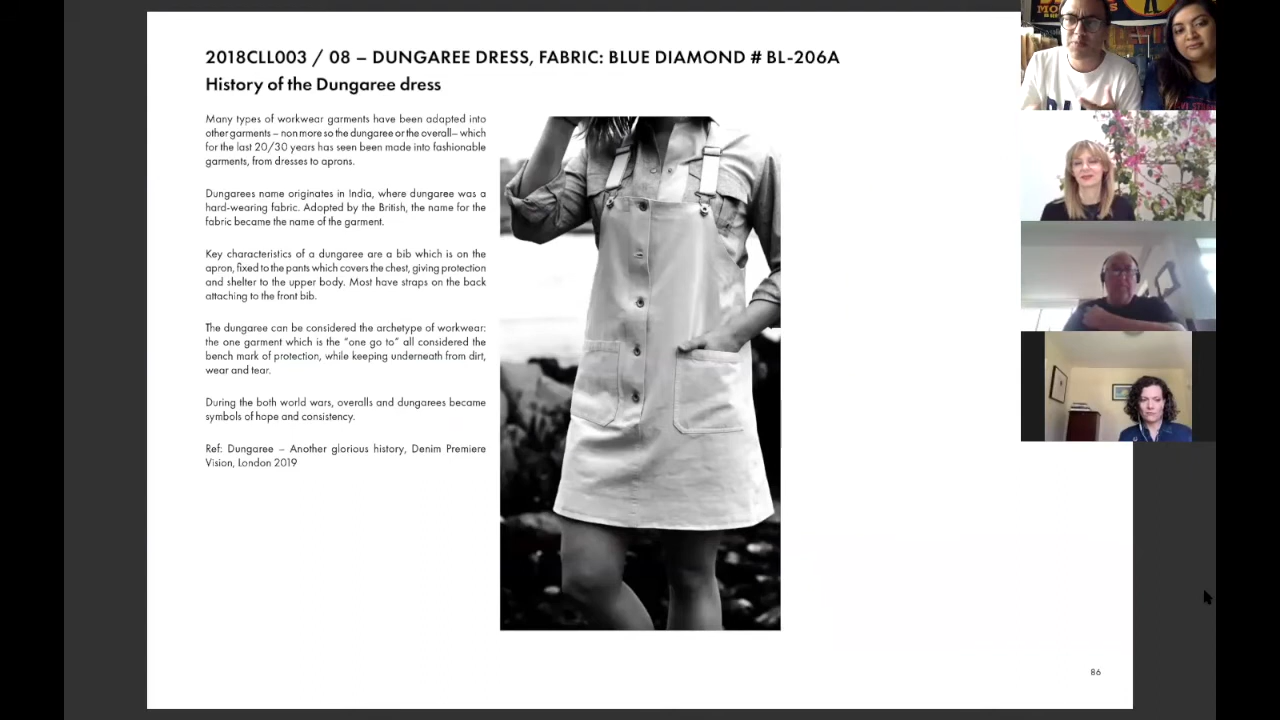 2018CLL003 / 08 – DUNGAREE DRESS, FABRIC: BLUE DIAMOND # BL-206A
History of the Dungaree dress
Many types of workwear garments have been adapted into
other garments – non more so the dungaree or the overall– which
for the last 20/30 years has seen been made into fashionable
garments, from dresses to aprons.
Dungarees name originates in India, where dungaree was a
hard-wearing fabric. Adopted by the British, the name for the
fabric became the name of the garment.
Key characteristics of a dungaree are a bib which is on the
apron, fixed to the pants which covers the chest, giving protection
and shelter to the upper body. Most have straps on the back
attaching to the front bib.
The dungaree can be considered the archetype of workwear:
the one garment which is the “one go to” all considered the
bench mark of protection, while keeping underneath from dirt,
wear and tear.
During the both world wars, overalls and dungarees became
symbols of hope and consistency.
Ref: Dungaree – Another glorious history, Denim Premiere
Vision, London 2019
86